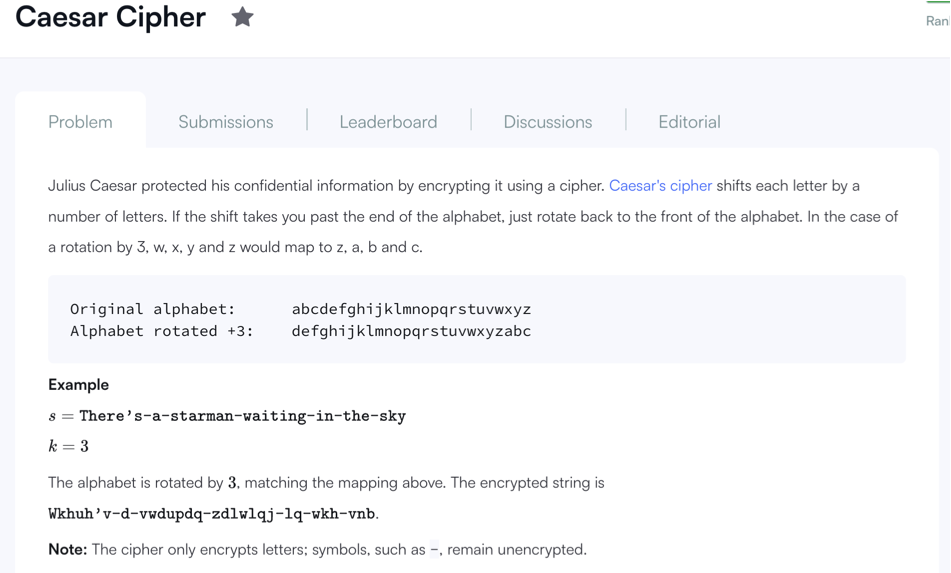 Caesar Cipher
Problem
Submissions
Leaderboard
Discussions
Editorial
Julius Caesar protected his confidential information by encrypting it using a cipher. Caesar's cipher shifts each letter by a
number of letters. If the shift takes you past the end of the alphabet, just rotate back to the front of the alphabet. In the case of
a rotation by 3, w, x, y and z would map to z, a, b and c.
Original alphabet:      abcdefghijklmnopqrstuvwxyz
Alphabet rotated +3:    defghijklmnopqrstuvwxyzabc
Example
s = There's-a-starman-waiting-in-the-sky
k = 3
The alphabet is rotated by 3, matching the mapping above. The encrypted string is
Wkhuh'v-d-vwdupdq-zdlwlqj-lq-wkh-vnb.
Note: The cipher only encrypts letters; symbols, such as -, remain unencrypted.